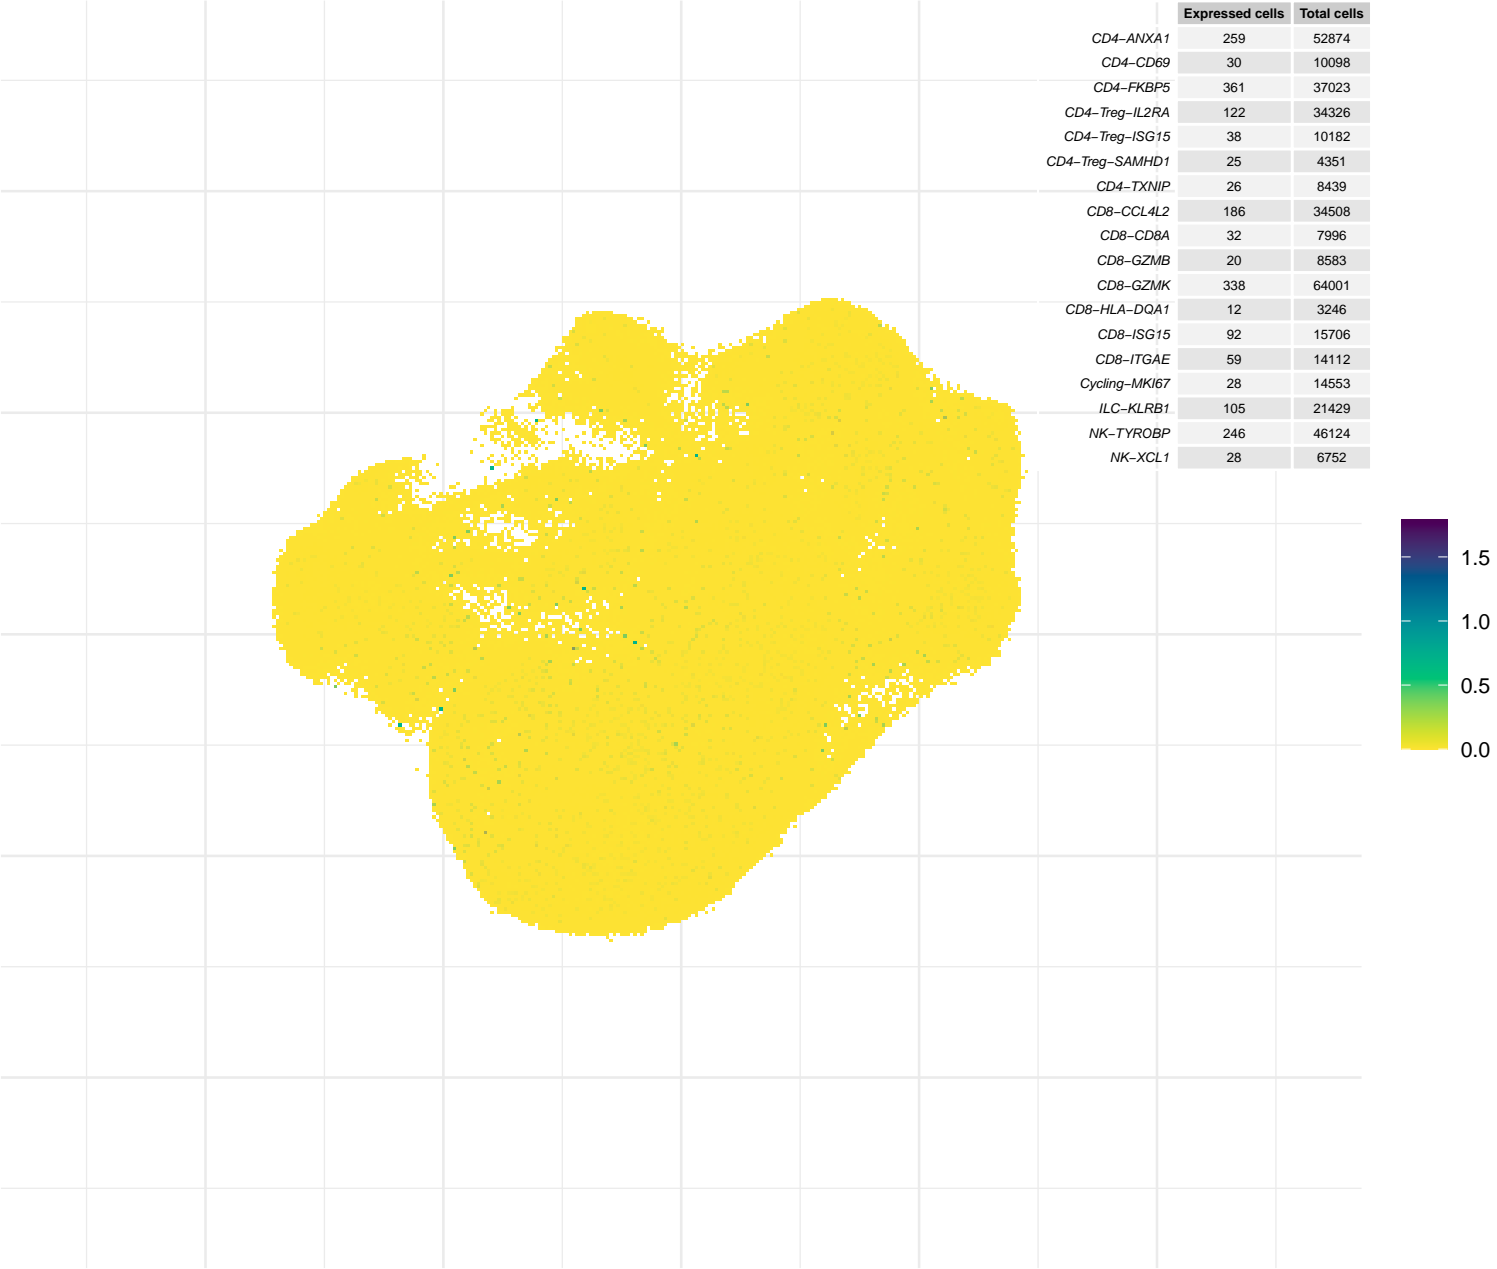 Expressed cells Total cells
CD4−ANXA1 259 52874
CD4−CD69 30 10098
CD4−FKBP5 361 37023
CD4−Treg−IL2RA 122 34326
CD4−Treg−ISG15 38 10182
CD4−Treg−SAMHD1 25 4351
CD4−TXNIP 26 8439
CD8−CCL4L2 186 34508
CD8−CD8A 32 7996
CD8−GZMB 20 8583
CD8−GZMK 338 64001
CD8−HLA−DQA1 12 3246
CD8−ISG15 92 15706
CD8−ITGAE 59 14112
Cycling−MKI67 28 14553
ILC−KLRB1 105 21429
NK−TYROBP 246 46124
NK−XCL1 28 6752
1.5
1.0
0.5
0.0